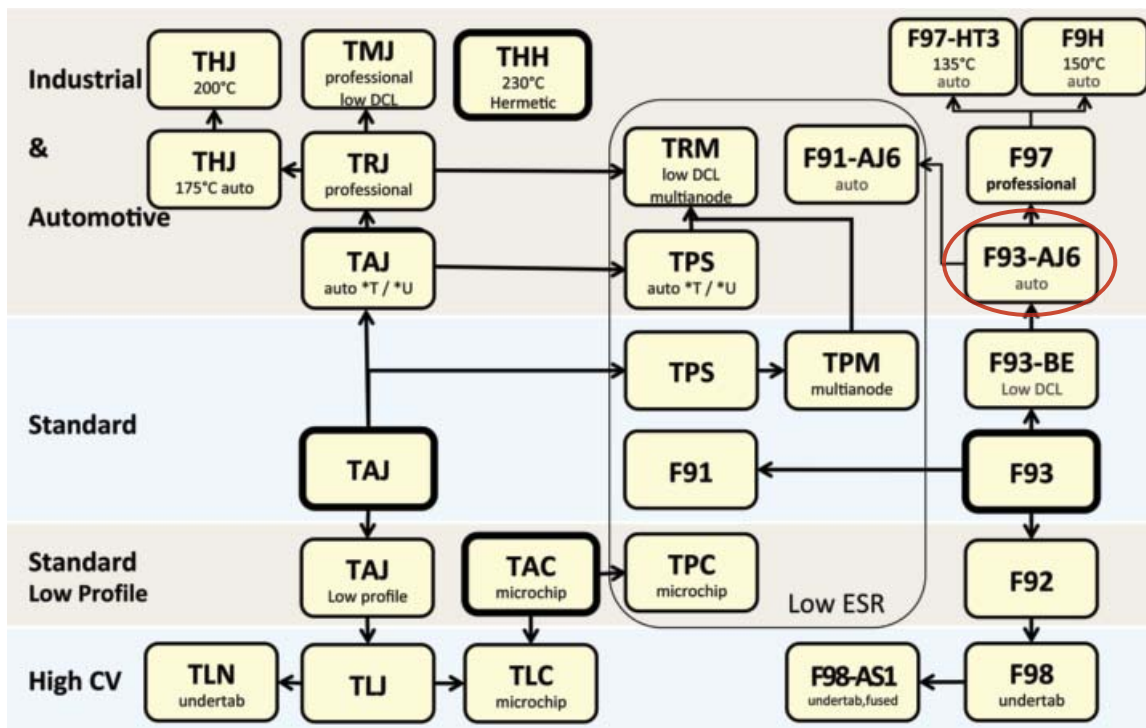 Industrial
&
Automotive
THJ
200°C
TMJ
professional
low DCL
THH
230°C
Hermetic
F97-HT3
135°C
auto
F9H
150°C
auto
THJ
175°C auto
TRJ
professional
TRM
low DCL
multianode
F91-AJ6
auto
F97
professional
TAJ
auto *T / *U
TPS
auto *T / *U
F93-AJ6
auto
Standard
TPS
TPM
multianode
F93-BE
Low DCL
TAJ
F91
F93
Standard
Low Profile
TAJ
Low profile
TAC
microchip
TPC
microchip
Low ESR
F92
High CV
TLN
undertab
TLJ
TLC
microchip
F98-AS1
undertab,fused
F98
undertab